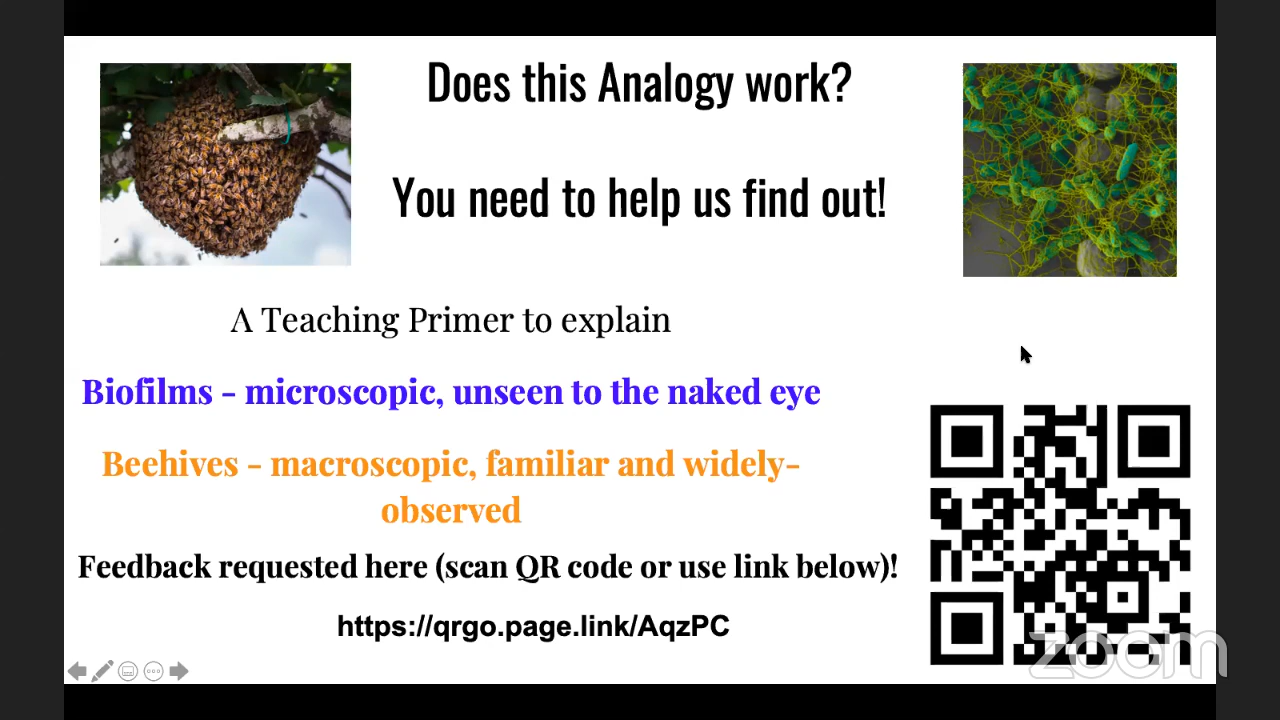 Does this Analogy work?
You need to help us find out!
A Teaching Primer to explain
Biofilms - microscopic, unseen to the naked eye
Beehives - macroscopic, familiar and widely-
observed
Feedback requested here (scan QR code or use link below)!
https://qrgo.page.link/AqzPC
zoom